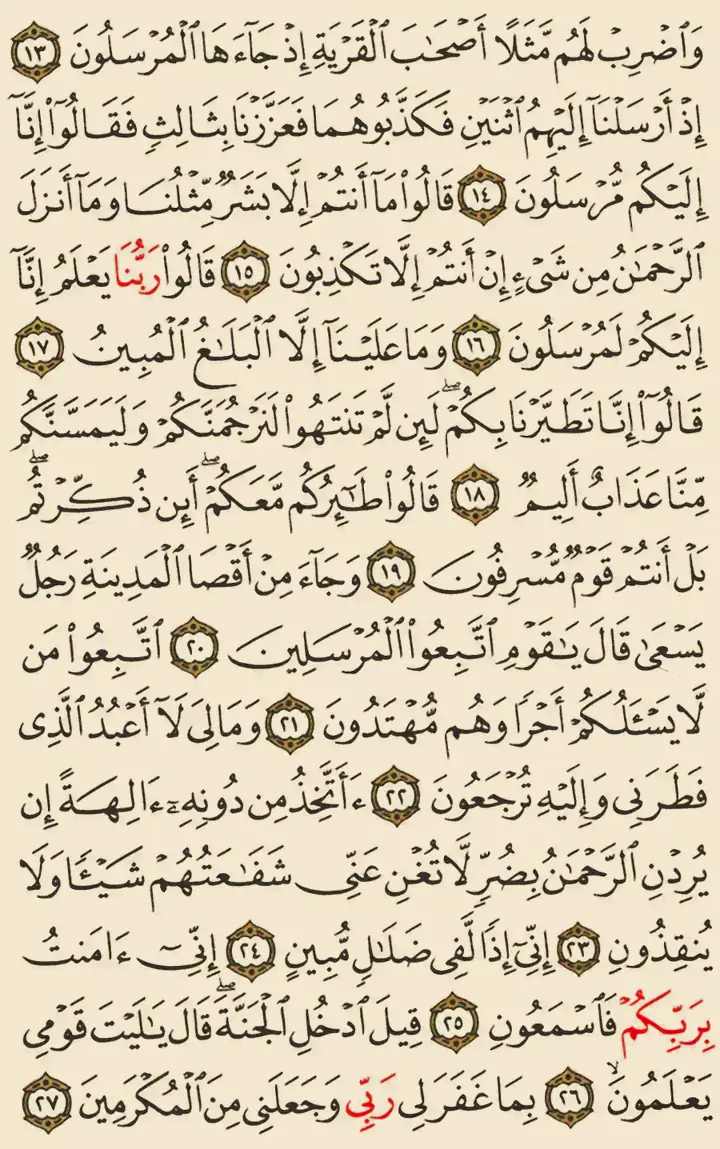 وَٱضۡرِبۡ لَهُم مَّثَلًا أَصۡحَٰبَ ٱلۡقَرۡيَةِ إِذۡ جَآءَهَا ٱلۡمُرۡسَلُونَ ١٣
إِذۡ أَرۡسَلۡنَآ إِلَيۡهِمُ ٱثۡنَيۡنِ فَكَذَّبُوهُمَا فَعَزَّزۡنَا بِثَالِثٖ فَقَالُوٓاْ إِنَّآ
إِلَيۡكُم مُّرۡسَلُونَ ١٤ قَالُواْ مَآ أَنتُمۡ إِلَّا بَشَرٞ مِّثۡلُنَا وَمَآ أَنزَلَ
ٱلرَّحۡمَٰنُ مِن شَيۡءٍ إِنۡ أَنتُمۡ إِلَّا تَكۡذِبُونَ ١٥ قَالُواْ رَبُّنَا يَعۡلَمُ إِنَّآ
إِلَيۡكُمۡ لَمُرۡسَلُونَ ١٦ وَمَا عَلَيۡنَآ إِلَّا ٱلۡبَلَٰغُ ٱلۡمُبِينُ ١٧
قَالُوٓاْ إِنَّا تَطَيَّرۡنَا بِكُمۡۖ لَئِن لَّمۡ تَنتَهُواْ لَنَرۡجُمَنَّكُمۡ وَلَيَمَسَّنَّكُم
مِّنَّا عَذَابٌ أَلِيمٞ ١٨ قَالُواْ طَٰٓئِرُكُم مَّعَكُمۡۖ أَئِن ذُكِّرۡتُمۖ
بَلۡ أَنتُمۡ قَوۡمٞ مُّسۡرِفُونَ ١٩ وَجَآءَ مِنۡ أَقۡصَا ٱلۡمَدِينَةِ رَجُلٞ
يَسۡعَىٰ قَالَ يَٰقَوۡمِ ٱتَّبِعُواْ ٱلۡمُرۡسَلِينَ ٢٠ ٱتَّبِعُواْ مَن
لَّا يَسۡـَٔلُكُمۡ أَجۡرٗا وَهُم مُّهۡتَدُونَ ٢١ وَمَالِيَ لَآ أَعۡبُدُ ٱلَّذِي
فَطَرَنِي وَإِلَيۡهِ تُرۡجَعُونَ ٢٢ ءَأَتَّخِذُ مِن دُونِهِۦٓ ءَالِهَةً إِن
يُرِدۡنِ ٱلرَّحۡمَٰنُ بِضُرّٖ لَّا تُغۡنِ عَنِّي شَفَٰعَتُهُمۡ شَيۡـٔٗا وَلَا
يُنقِذُونِ ٢٣ إِنِّيٓ إِذٗا لَّفِي ضَلَٰلٖ مُّبِينٍ ٢٤ إِنِّيٓ ءَامَنتُ
بِرَبِّكُمۡ فَٱسۡمَعُونِ ٢٥ قِيلَ ٱدۡخُلِ ٱلۡجَنَّةَۖ قَالَ يَٰلَيۡتَ قَوۡمِي
يَعۡلَمُونَۙ ٢٦ بِمَا غَفَرَ لِي رَبِّي وَجَعَلَنِي مِنَ ٱلۡمُكۡرَمِينَ ٢٧